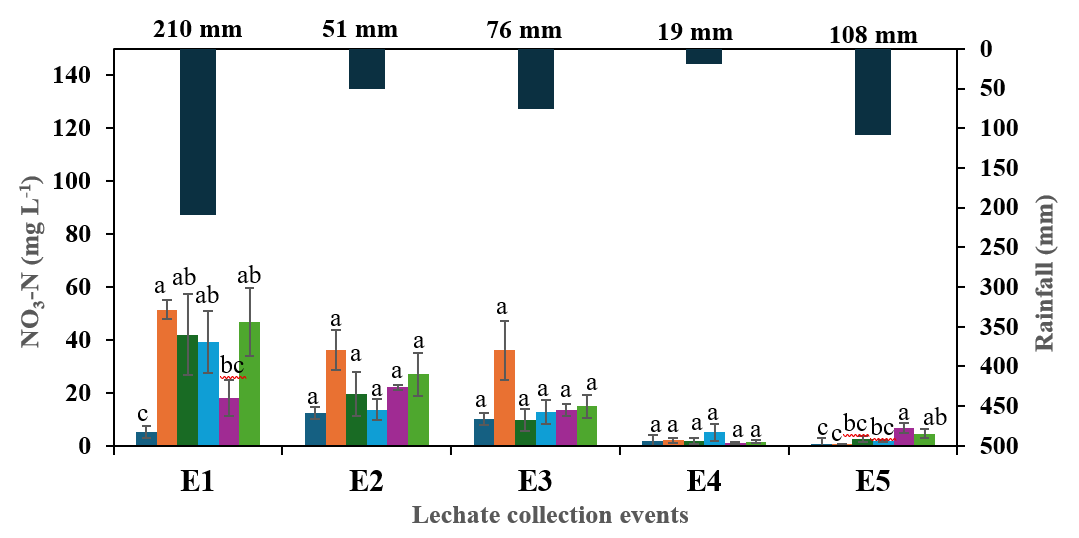 210 mm 51 mm 76 mm 19 mm 108 mm
140
120
100
80
60
40
20
0
NO3-N (mg L-1)
0
50
100
150
200
250
300
350
400
450
500
Rainfall (mm)
c a ab ab bc ab
a a a a a a
a a a a a a
a a a a a a
c c bc bc a ab
E1 E2 E3 E4 E5
Lechate collection events